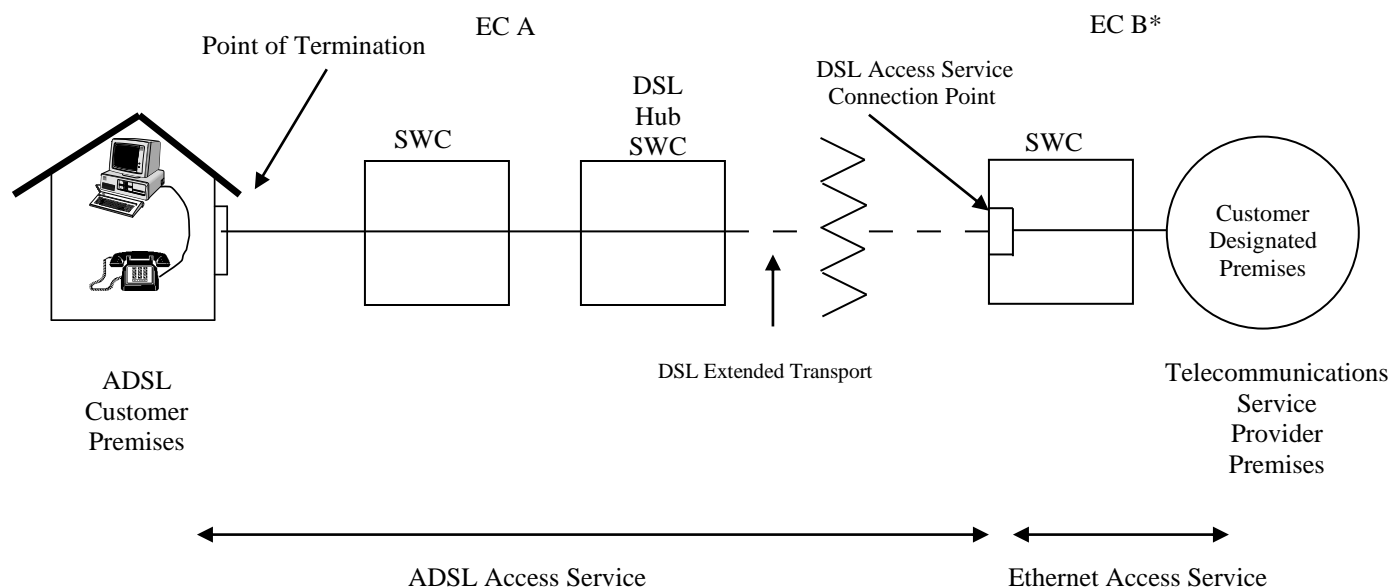 EC A
EC B*
Point of Termination
DSL Access Service
Connection Point
DSL
Hub
SWC
SWC
SWC
Customer
Designated
Premises
DSL Extended Transport
ADSL
Customer
Premises
Telecommunications
Service
Provider
Premises
ADSL Access Service
Ethernet Access Service